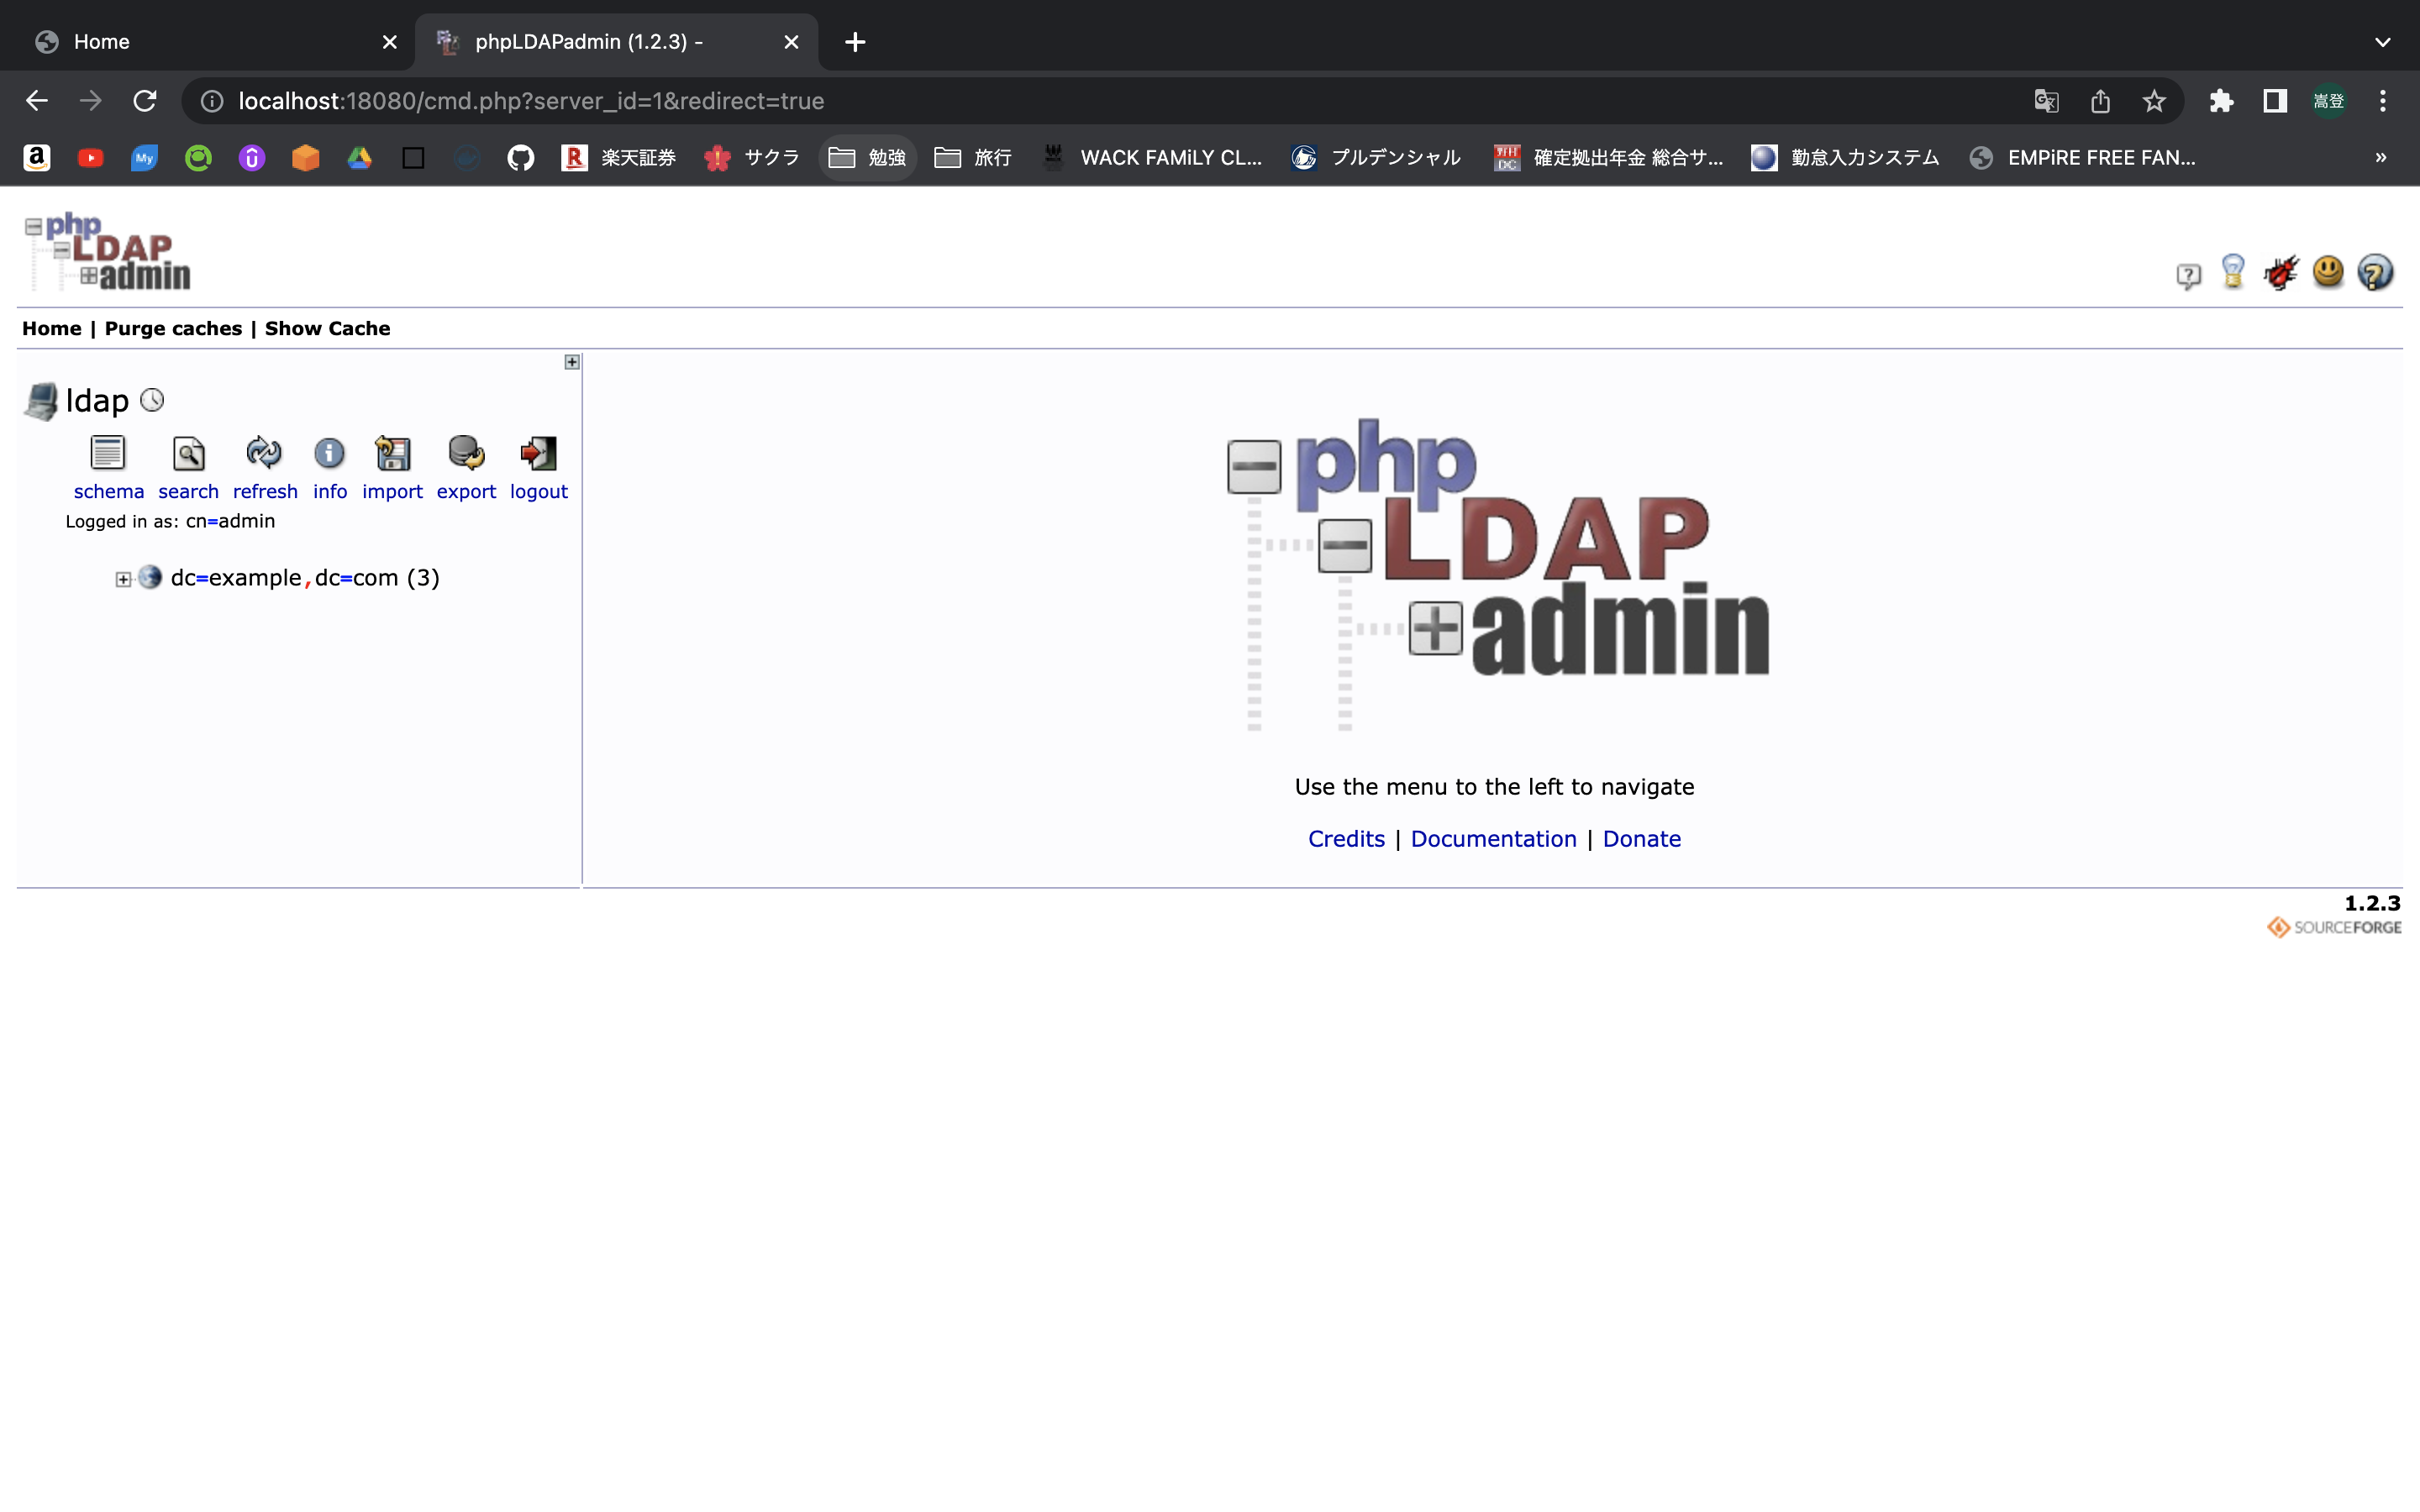 Home
phpLDAPadmin (1.2.3) -
localhost:18080/cmd.php?server_id=1&redirect=true
嵩登
a My û R 楽天証券 サクラ 勉強 旅行 WACK FAMiLY CL... プルデンシャル DC 確定拠出年金 総合サ... 勤怠入力システム EMPiRE FREE FAN... »
php
LDAP
admin
Home | Purge caches | Show Cache
ldap
schema search refresh info import export logout
Logged in as: cn=admin
dc=example,dc=com (3)
php
LDAP
admin
Use the menu to the left to navigate
Credits | Documentation | Donate
1.2.3
SOURCEFORGE